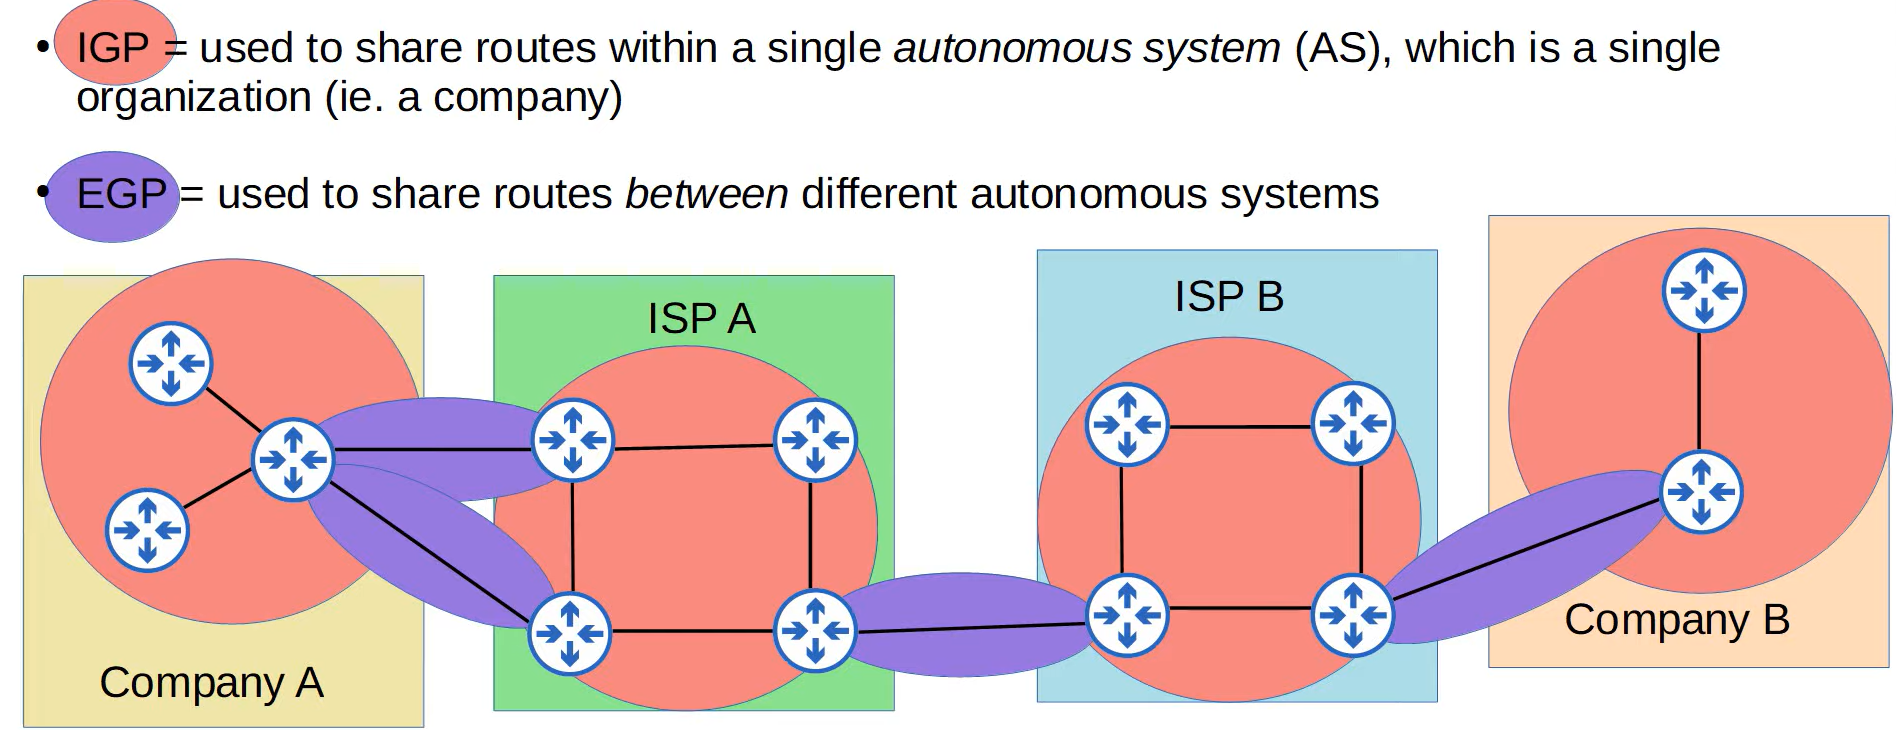 • IGP = used to share routes within a single autonomous system (AS), which is a single
organization (ie. a company)
• EGP = used to share routes between different autonomous systems
ISP A
ISP B
Company A
Company B